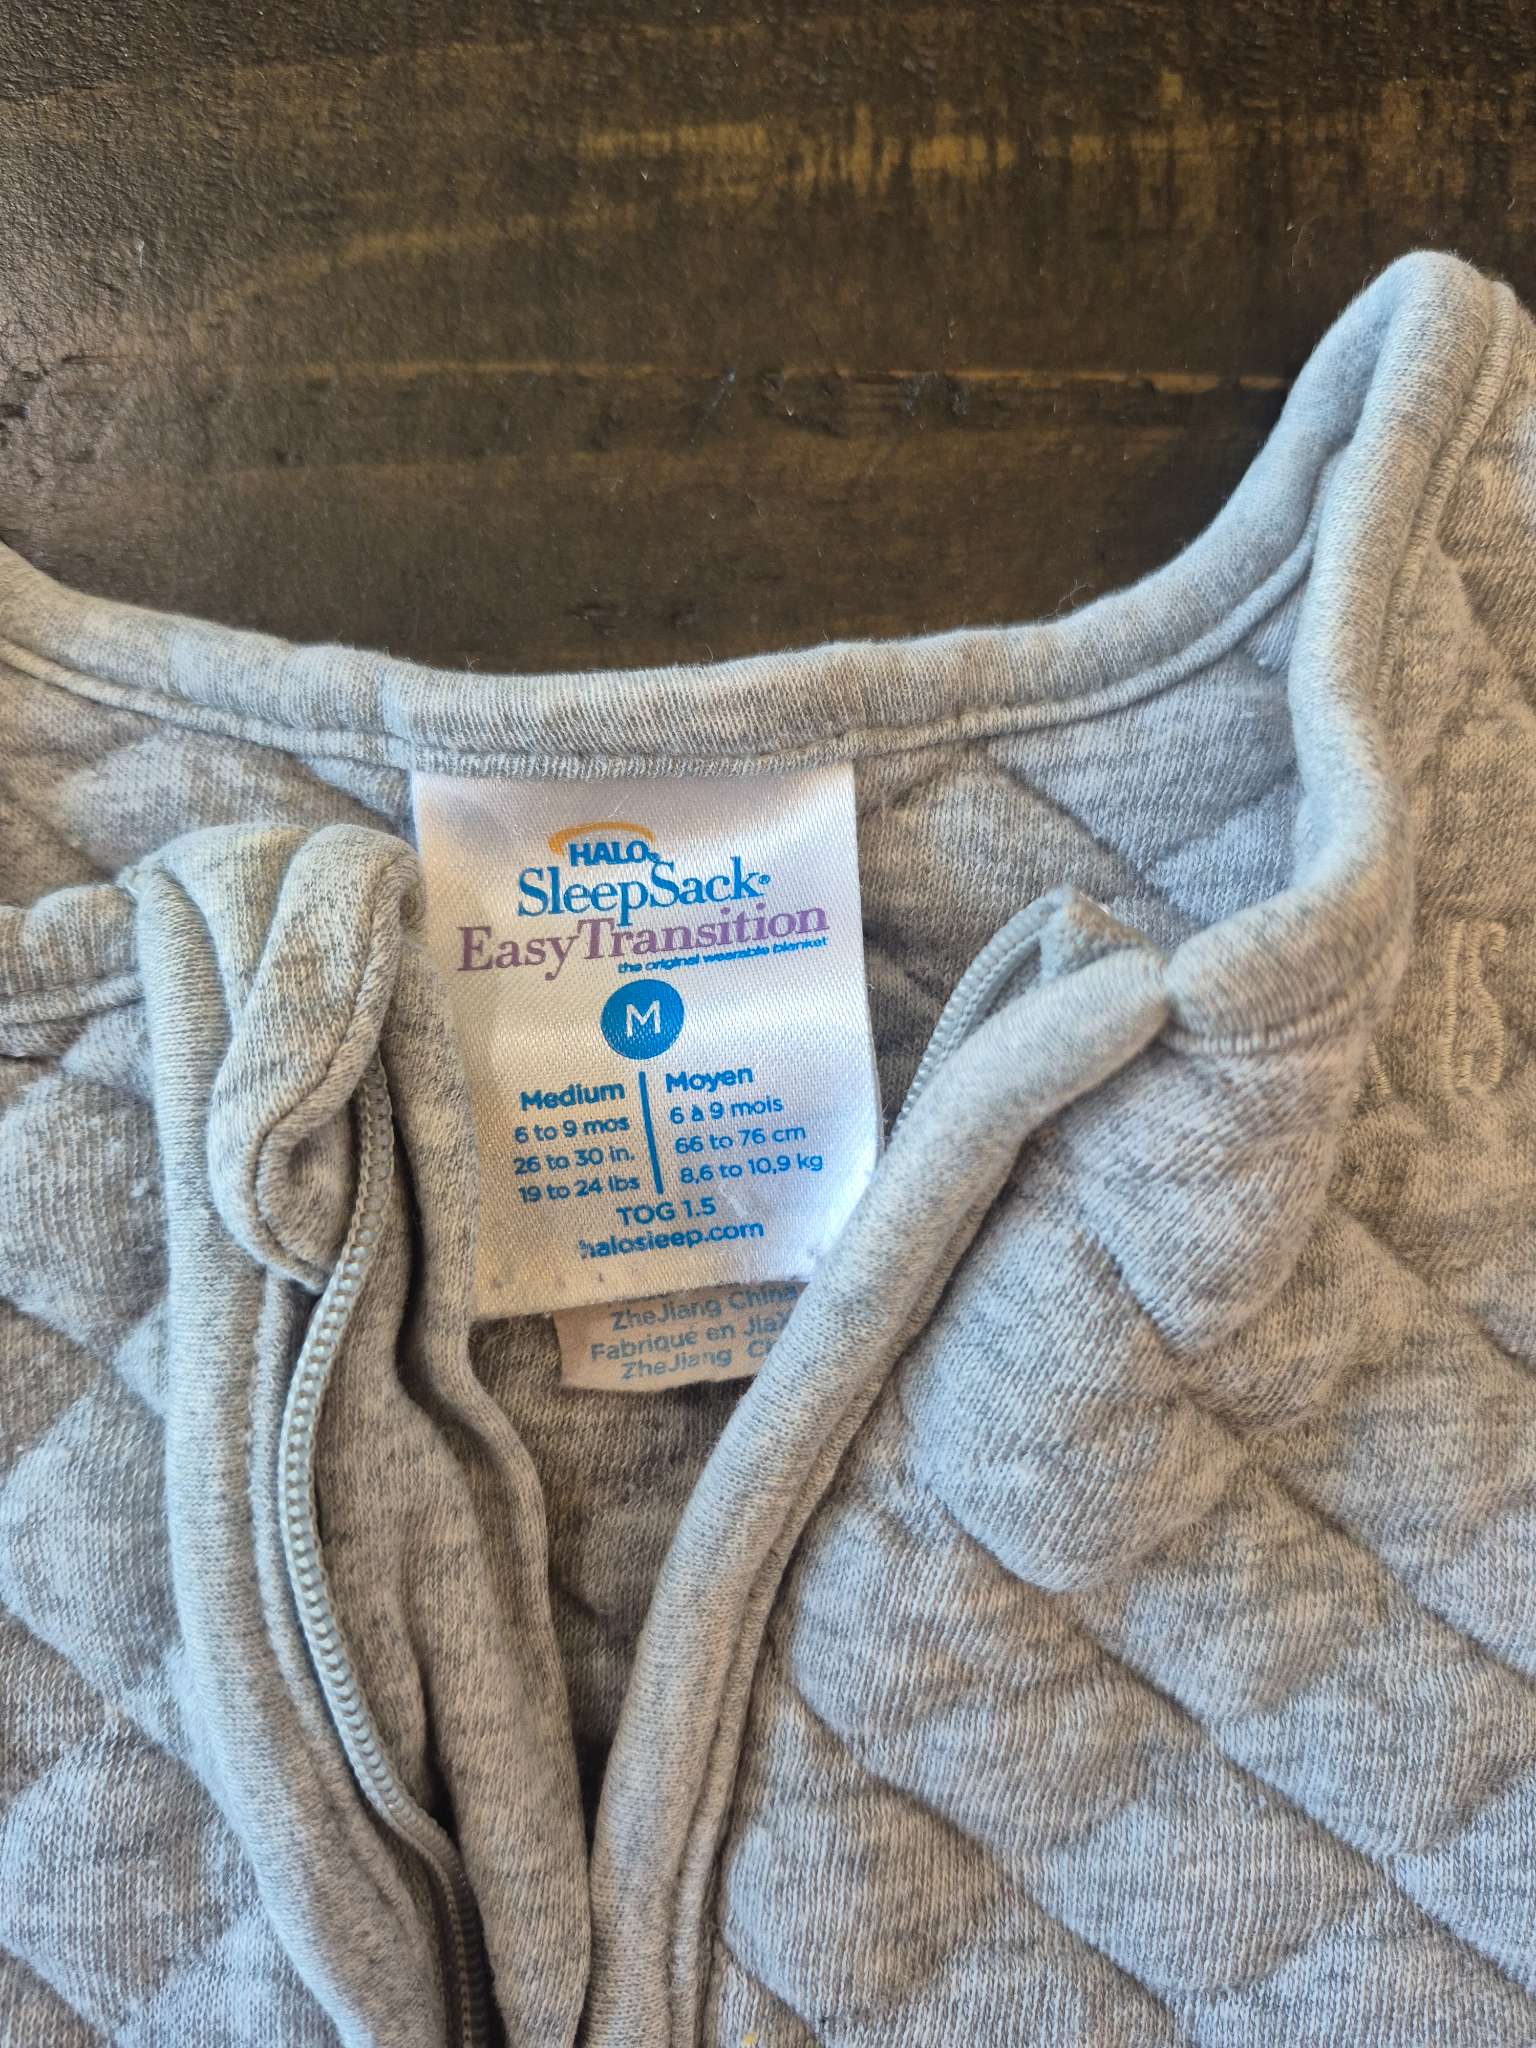 HALO®
SleepSack®
EasyTransition
the original wearable blanket
M
Medium
6 to 9 mos
26 to 30 in.
19 to 24 lbs
Moyen
6 à 9 mois
66 to 76 cm
8,6 to 10,9 kg
TOG 1.5
halosleep.com
ZheJiang China
Fabriqué en
ZheJiang